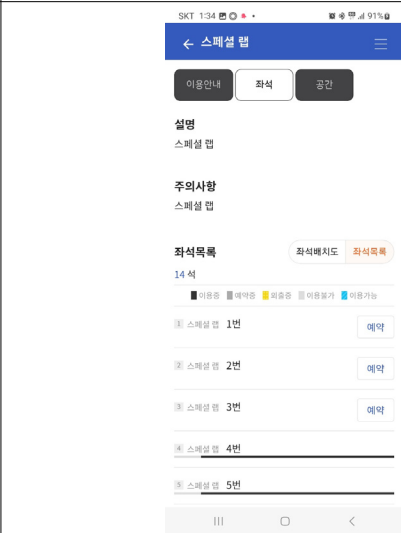 SKT 1:34 91%
스페셜 랩
이용안내 좌석 공간
설명
스페셜 랩
주의사항
스페셜 랩
좌석목록 좌석배치도 좌석목록
14 석
이용중 예약중 외출중 이용불가 이용가능
1 스페셜 랩 1번 예약
2 스페셜 랩 2번 예약
3 스페셜 랩 3번 예약
4 스페셜 랩 4번
5 스페셜 랩 5번